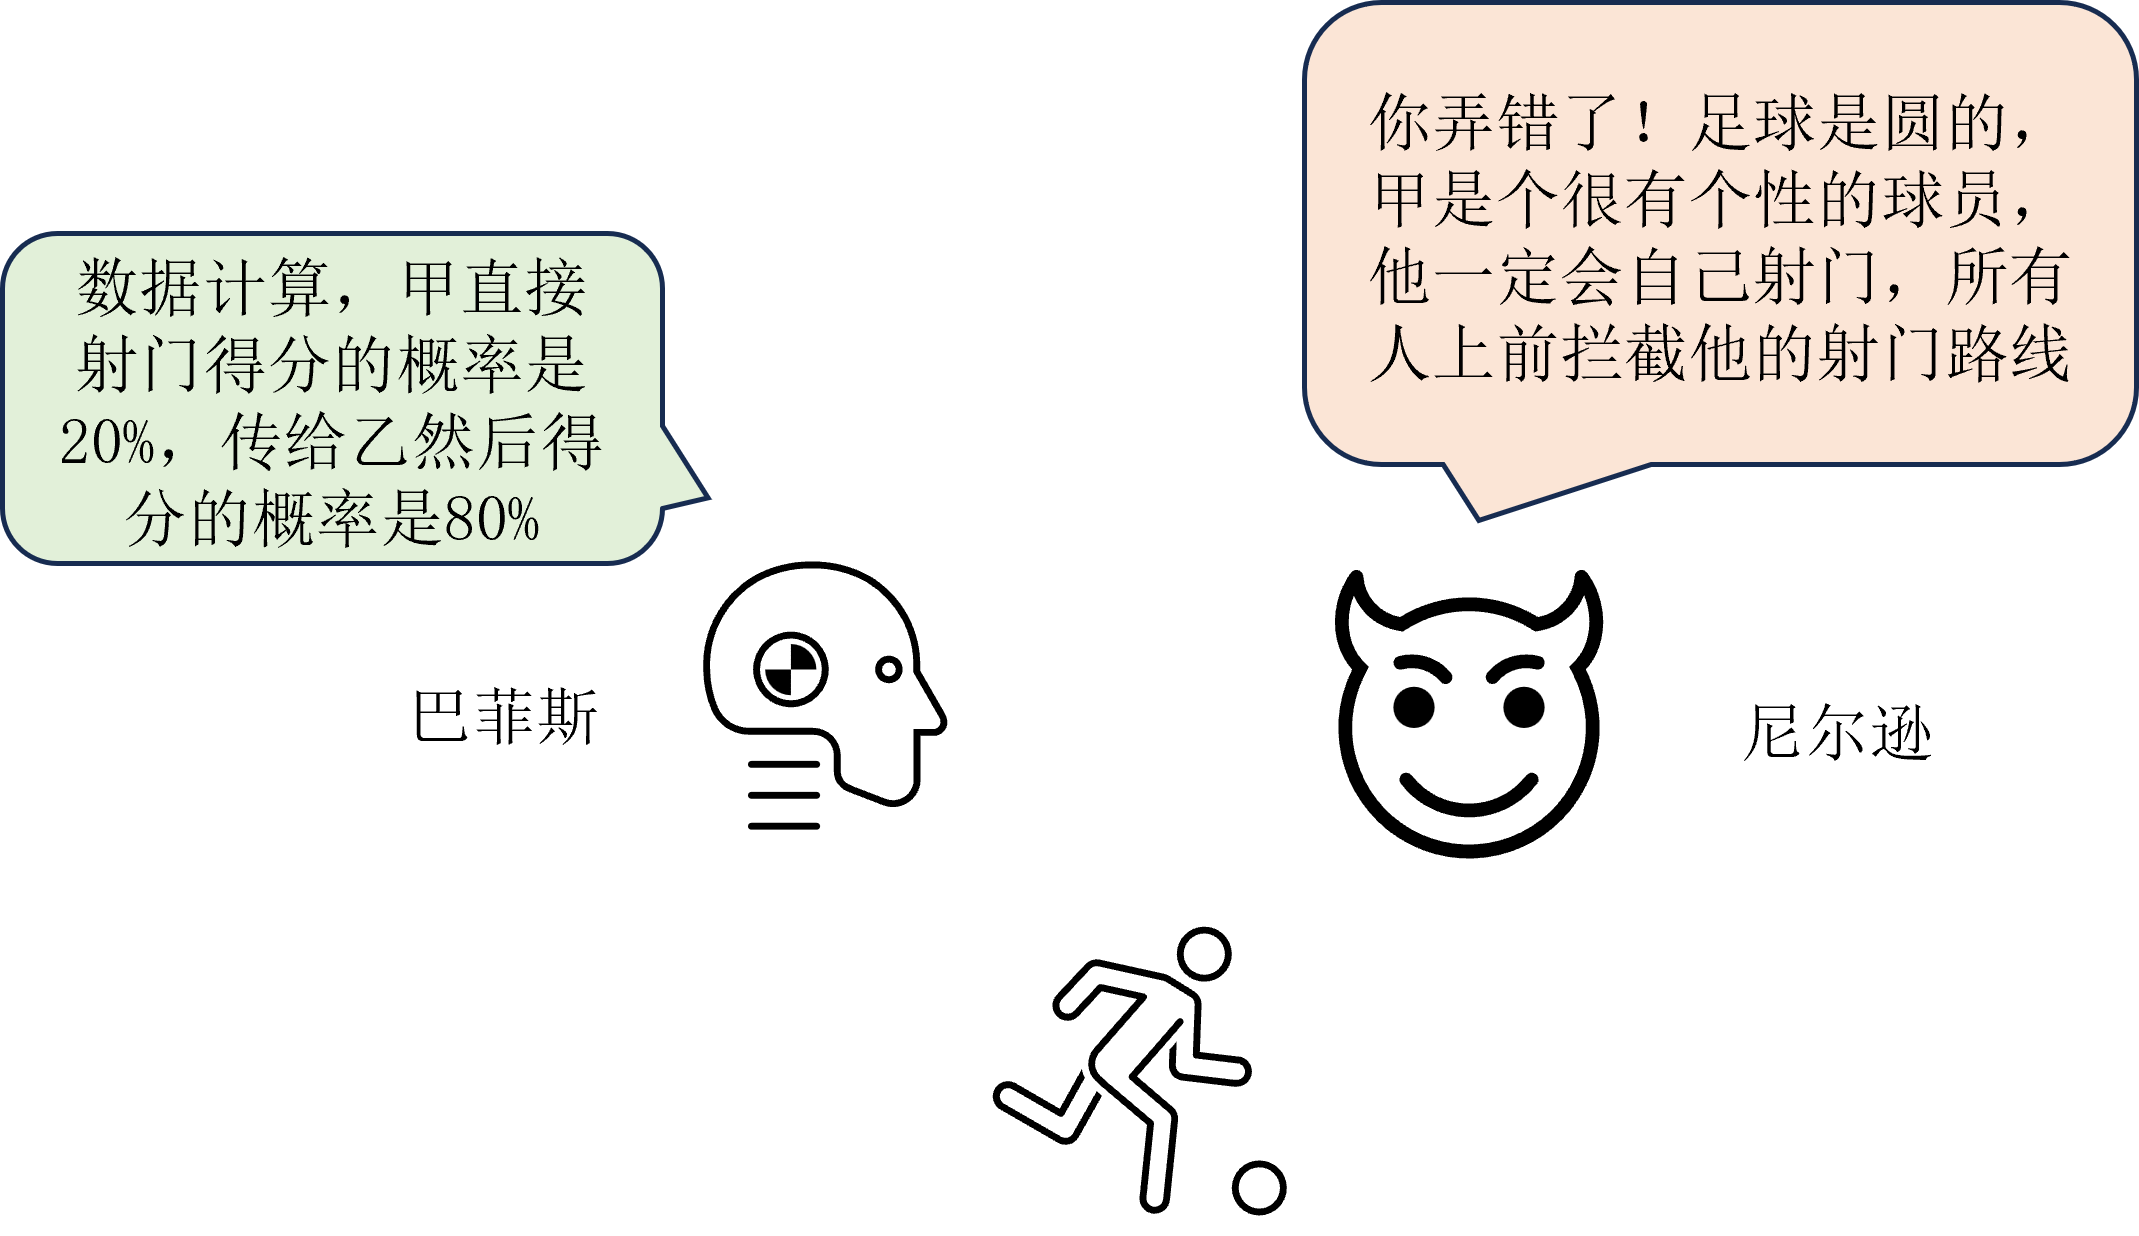 数据计算，甲直接
射门得分的概率是
20%，传给乙然后得
分的概率是80%
你弄错了！足球是圆的，
甲是个很有个性的球员，
他一定会自己射门，所有
人上前拦截他的射门路线
巴菲斯
尼尔逊